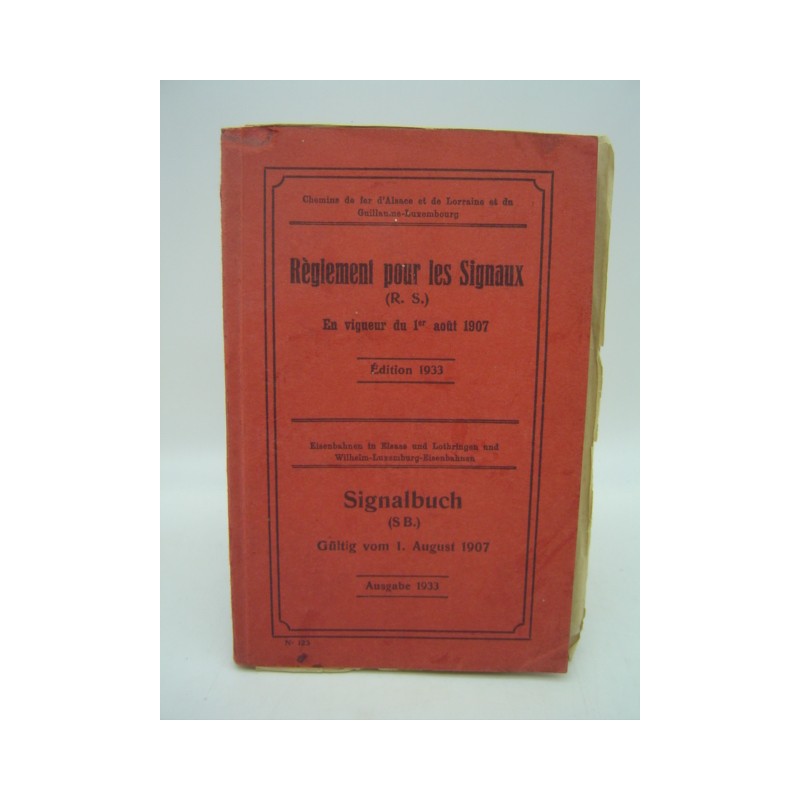 Chemins de fer d'Alsace et de Lorraine et du
Guillaume-Luxembourg
Règlement pour les Signaux
(R. S.)
En vigueur du 1er août 1907
Édition 1933
Eisenbahnen in Elsass und Lothringen und
Wilhelm-Luxemburg-Eisenbahnen
Signalbuch
(S B.)
Gültig vom 1. August 1907
Ausgabe 1933